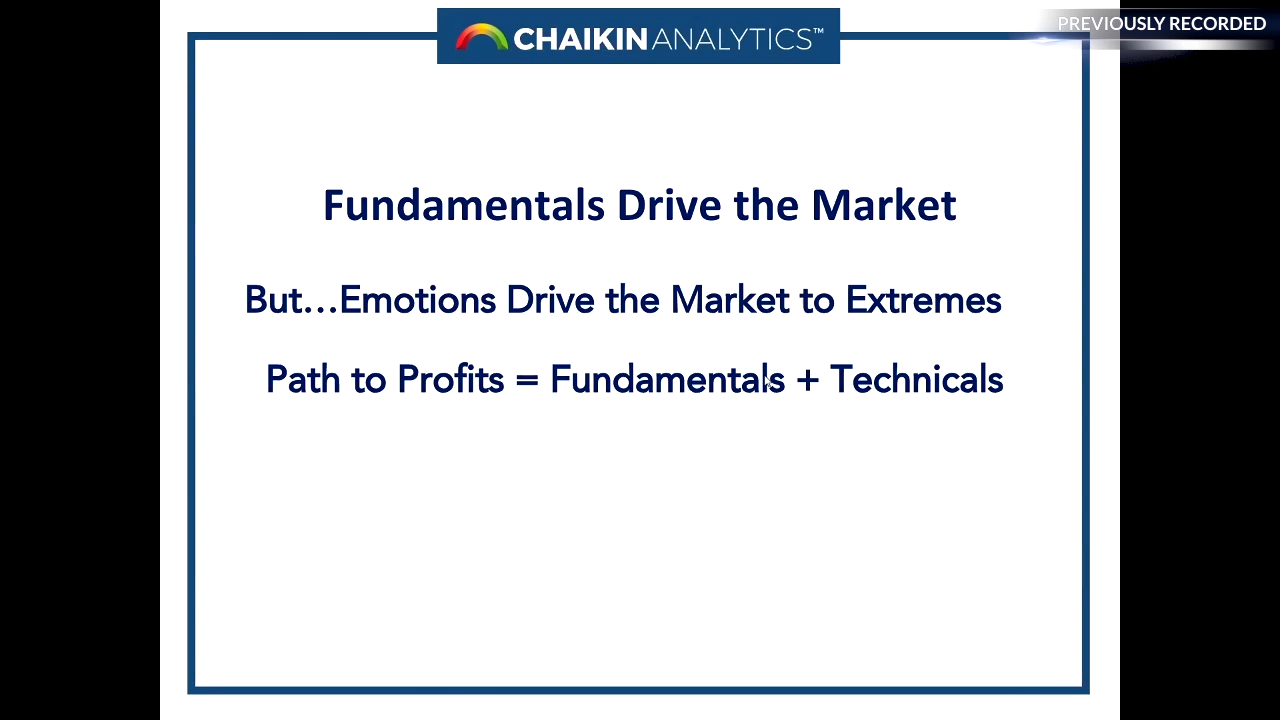 CHAIKIN ANALYTICS™
PREVIOUSLY RECORDED
Fundamentals Drive the Market
But...Emotions Drive the Market to Extremes
Path to Profits = Fundamentals + Technicals